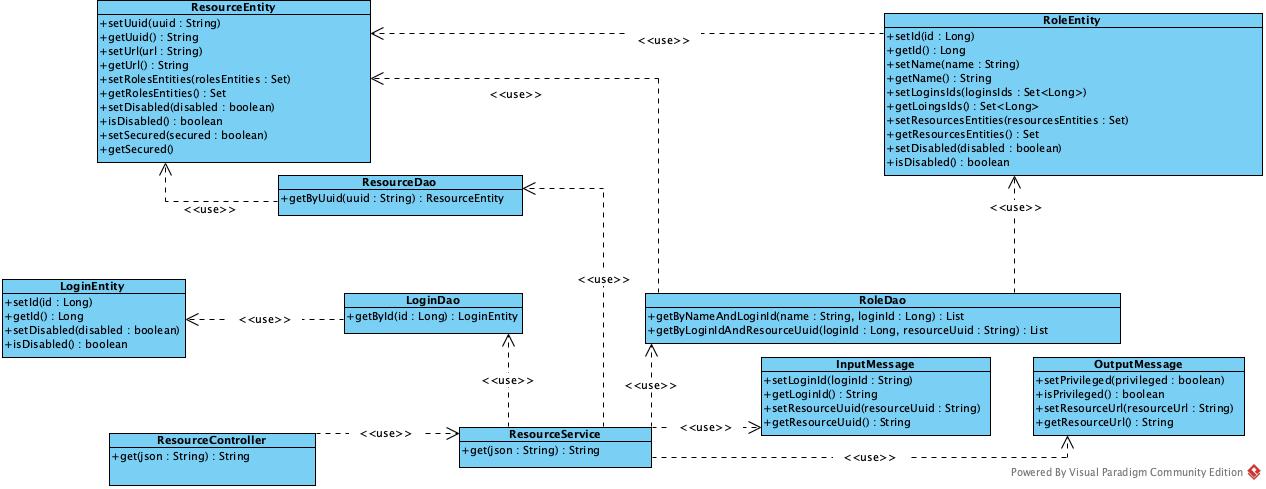 ResourceEntity
+setUuid(uuid : String)
+getUuid() : String
+setUrl(url : String)
+getUrl() : String
+setRolesEntities(rolesEntities : Set)
+getRolesEntities() : Set
+setDisabled(disabled : boolean)
+isDisabled() : boolean
+setSecured(secured : boolean)
+getSecured()
<<use>>
<<use>>
RoleEntity
+setId(id : Long)
+getId() : Long
+setName(name : String)
+getName() : String
+setLoginsIds(loginsIds : Set<Long>)
+getLoingsIds() : Set<Long>
+setResourcesEntities(resourcesEntities : Set)
+getResourcesEntities() : Set
+setDisabled(disabled : boolean)
+isDisabled() : boolean
ResourceDao
+getByUuid(uuid : String) : ResourceEntity
<<use>>
<<use>>
<<use>>
LoginEntity
+setId(id : Long)
+getId() : Long
+setDisabled(disabled : boolean)
+isDisabled() : boolean
<<use>>
LoginDao
+getById(id : Long) : LoginEntity
RoleDao
+getByNameAndLoginId(name : String, loginId : Long) : List
+getByLoginIdAndResourceUuid(loginId : Long, resourceUuid : String) : List
<<use>>
<<use>>
InputMessage
+setLoginId(loginId : String)
+getLoginId() : String
+setResourceUuid(resourceUuid : String)
+getResourceUuid() : String
OutputMessage
+setPrivileged(privileged : boolean)
+isPrivileged() : boolean
+setResourceUrl(resourceUrl : String)
+getResourceUrl() : String
ResourceController
+get(json : String) : String
<<use>>
ResourceService
+get(json : String) : String
<<use>>
<<use>>
Powered By Visual Paradigm Community Edition